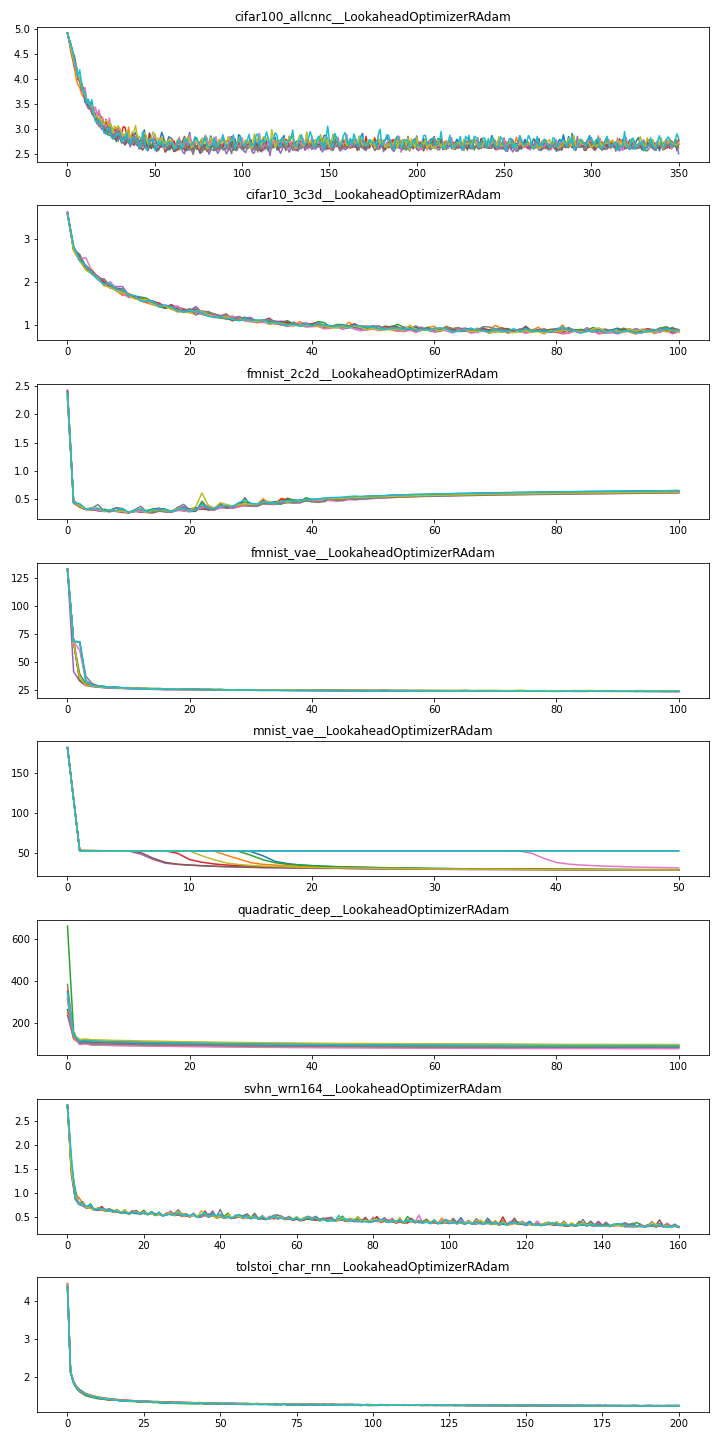 cifar100_allcnnc__LookaheadOptimizerRAdam
5.0
4.5
4.0
3.5
3.0
2.5
0 50 100 150 200 250 300 350
cifar10_3c3d__LookaheadOptimizerRAdam
3
2
1
0 20 40 60 80 100
fmnist_2c2d__LookaheadOptimizerRAdam
2.5
2.0
1.5
1.0
0.5
0 20 40 60 80 100
fmnist_vae__LookaheadOptimizerRAdam
125
100
75
50
25
0 20 40 60 80 100
mnist_vae__LookaheadOptimizerRAdam
150
100
50
0 10 20 30 40 50
quadratic_deep__LookaheadOptimizerRAdam
600
400
200
0 20 40 60 80 100
svhn_wrn164__LookaheadOptimizerRAdam
2.5
2.0
1.5
1.0
0.5
0 20 40 60 80 100 120 140 160
tolstoi_char_rnn__LookaheadOptimizerRAdam
4
3
2
0 25 50 75 100 125 150 175 200